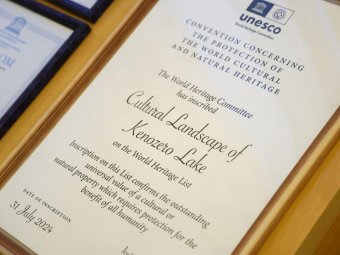 unesco
World Heritage Convention
CONVENTION CONCERNING
THE PROTECTION OF
THE WORLD CULTURAL
AND NATURAL HERITAGE
The World Heritage Committee
has inscribed
Cultural Landscape of
Kenozero Lake
on the World Heritage List
Inscription on this List confirms the outstanding
universal value of a cultural or
natural property which requires protection for the
benefit of all humanity
DATE OF INSCRIPTION
31 July 2024